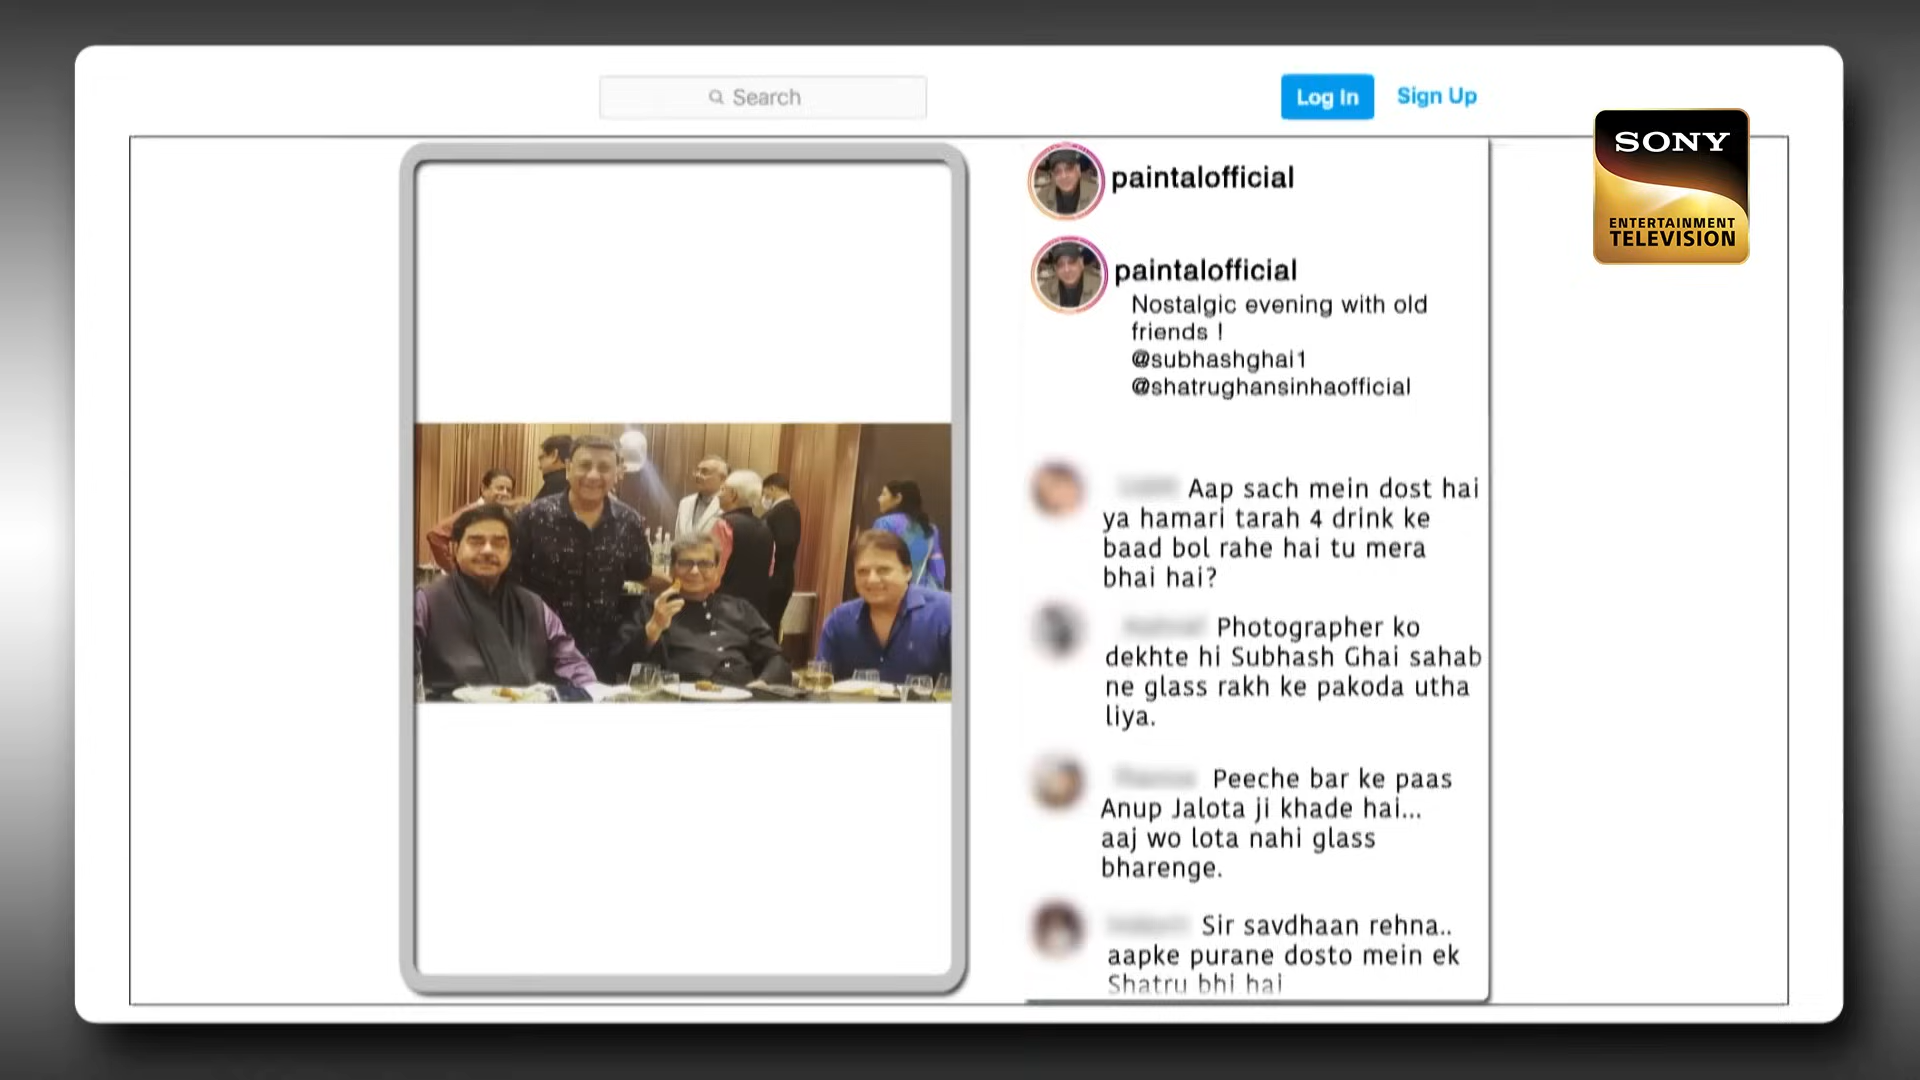 Search
Log In
Sign Up
SONY
ENTERTAINMENT
TELEVISION
paintalofficial
paintalofficial
Nostalgic evening with old
friends !
@subhashghai1
@shatrughansinhaofficial
Aap sach mein dost hai
ya hamari tarah 4 drink ke
baad bol rahe hai tu mera
bhai hai?
Photographer ko
dekhte hi Subhash Ghai sahab
ne glass rakh ke pakoda utha
liya.
Peeche bar ke paas
Anup Jalota ji khade hai...
aaj wo lota nahi glass
bharenge.
Sir savdhaan rehna..
aapke purane dosto mein ek
Shatru bhi hai